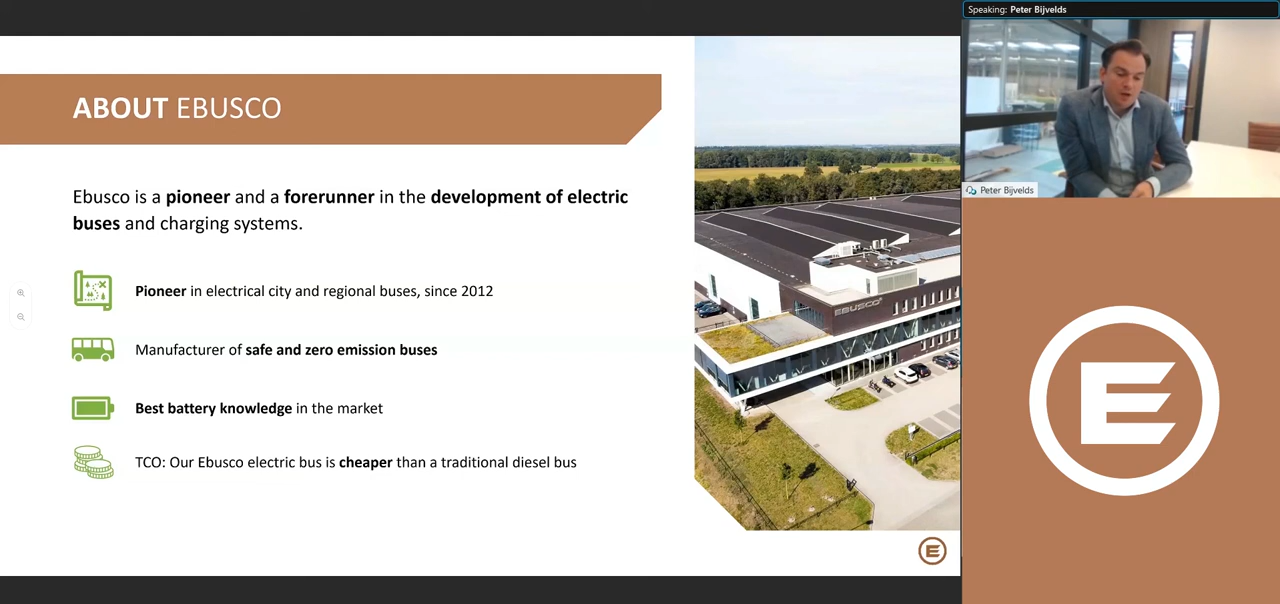 Speaking: Peter Bijvelds
ABOUT EBUSCO
Ebusco is a pioneer and a forerunner in the development of electric
buses and charging systems.
Pioneer in electrical city and regional buses, since 2012
Manufacturer of safe and zero emission buses
Best battery knowledge in the market
TCO: Our Ebusco electric bus is cheaper than a traditional diesel bus
EBUSCO
Peter Bijvelds